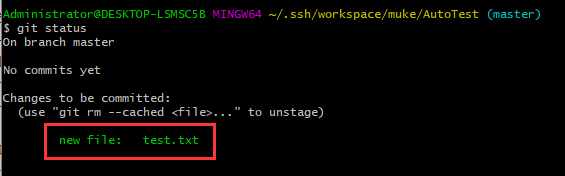 Administrator@DESKTOP-LSMSC5B MINGW64 ~/.ssh/workspace/muke/AutoTest (master)
$ git status
On branch master
No commits yet
Changes to be committed:
(use "git rm --cached <file>..." to unstage)
new file: test.txt